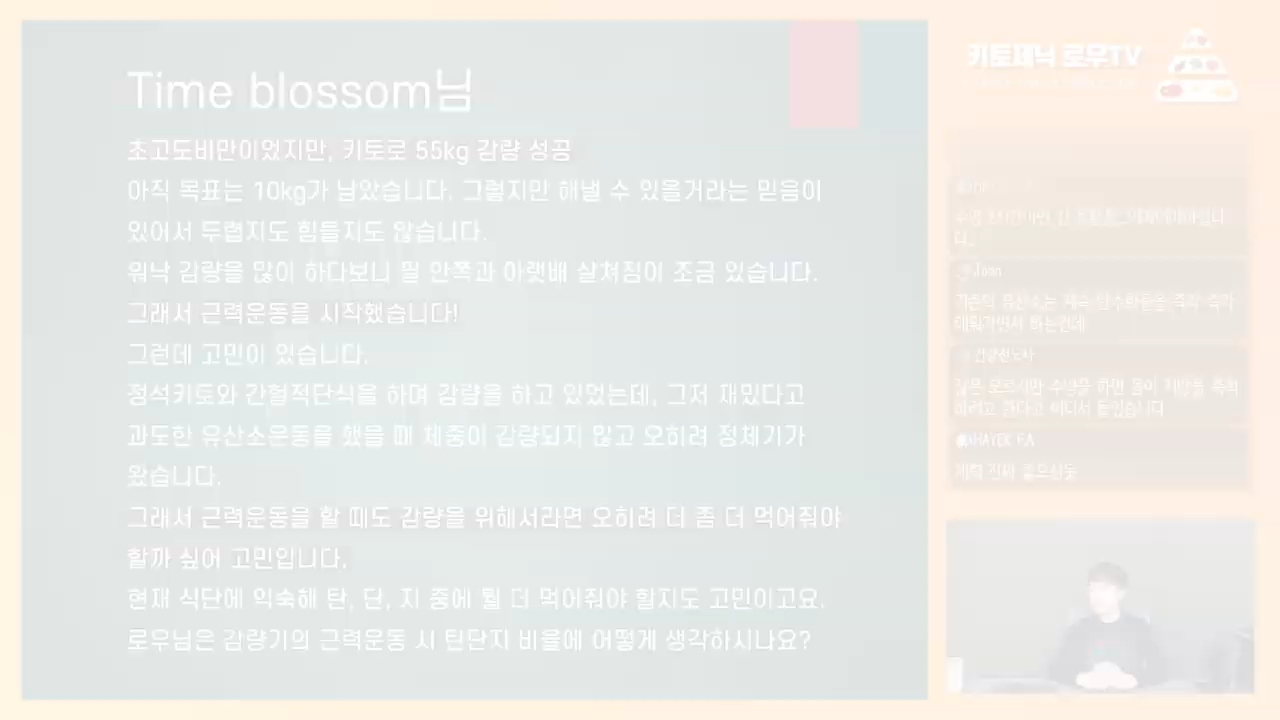 Time blossom님
초고도비만이었지만, 키토로 55kg 감량 성공
아직 목표는 10kg가 남았습니다. 그렇지만 해낼 수 있을거라는 믿음이
있어서 두렵지도 힘들지도 않습니다.
워낙 감량을 많이 하다보니 팔 안쪽과 아랫배 살쳐짐이 조금 있습니다.
그래서 근력운동을 시작했습니다!
그런데 고민이 있습니다.
정석키토와 간헐적단식을 하며 감량을 하고 있었는데, 그저 재밌다고
과도한 유산소운동을 했을 때 체중이 감량되지 않고 오히려 정체기가
왔습니다.
그래서 근력운동을 할 때도 감량을 위해서라면 오히려 더 좀 더 먹어줘야
할까 싶어 고민입니다.
현재 식단에 익숙해 탄, 단, 지 중에 뭘 더 먹어줘야 할지도 고민이고요.
로우님은 감량기의 근력운동 시 탄단지 비율에 어떻게 생각하시나요?
키토제닉 로우TV
Joon
하는건데
HAYEK F.A